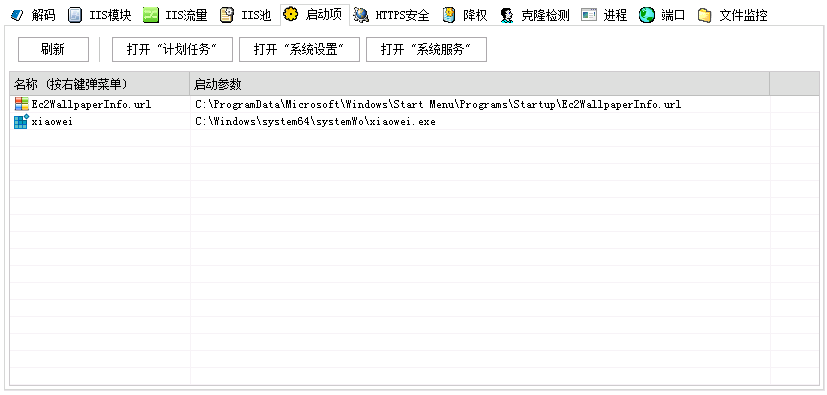 解码 IIS模块 IIS流量 IIS池 启动项 HTTPS安全 降权 克隆检测 进程 端口 文件监控
刷新 打开“计划任务” 打开“系统设置” 打开“系统服务”
名称 (按右键弹菜单) 启动参数
Ec2WallpaperInfo.url C:\ProgramData\Microsoft\Windows\Start Menu\Programs\Startup\Ec2WallpaperInfo.url
xiaowei C:\Windows\system64\systemWo\xiaowei.exe